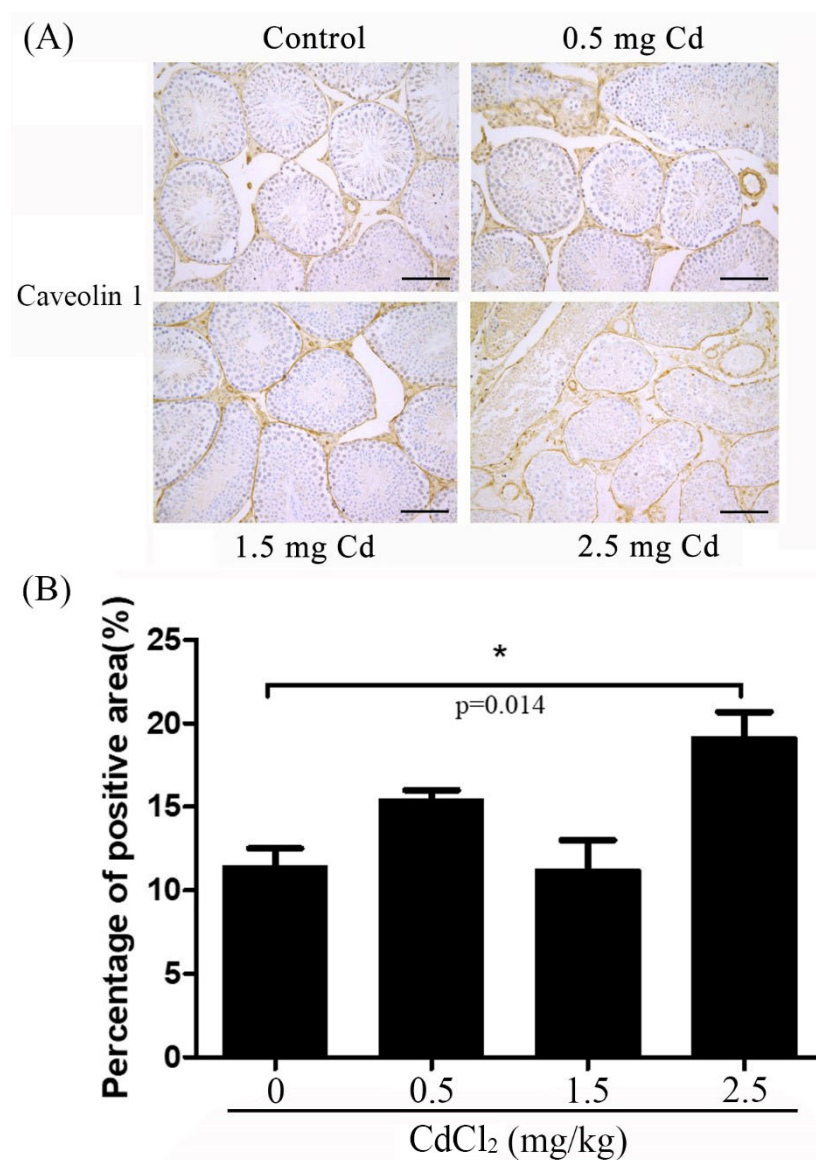 (A)
Control 0.5 mg Cd
Caveolin 1
1.5 mg Cd 2.5 mg Cd
(B)
Percentage of positive area(%)
25
20
15
10
5
0
*
p=0.014
0 0.5 1.5 2.5
CdCl₂ (mg/kg)